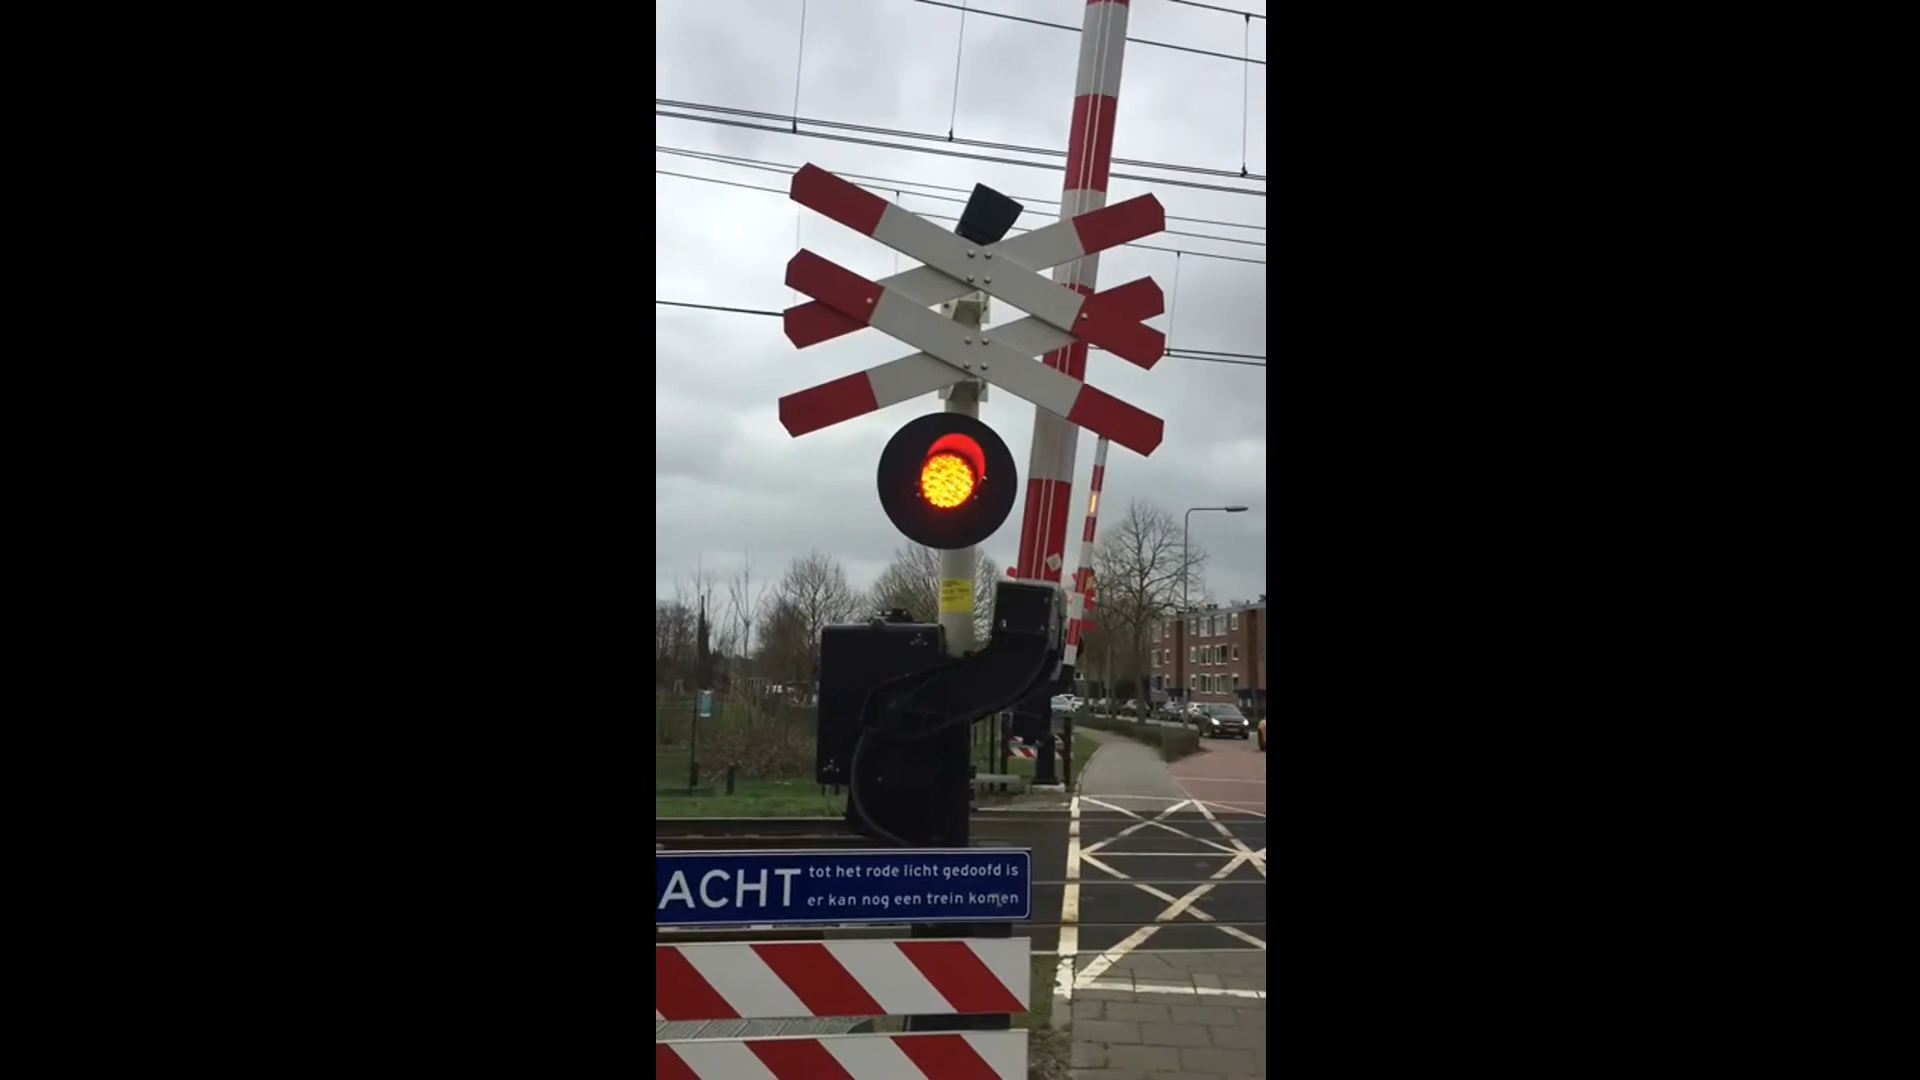 ACHT
tot het rode licht gedoofd is
er kan nog een trein komen